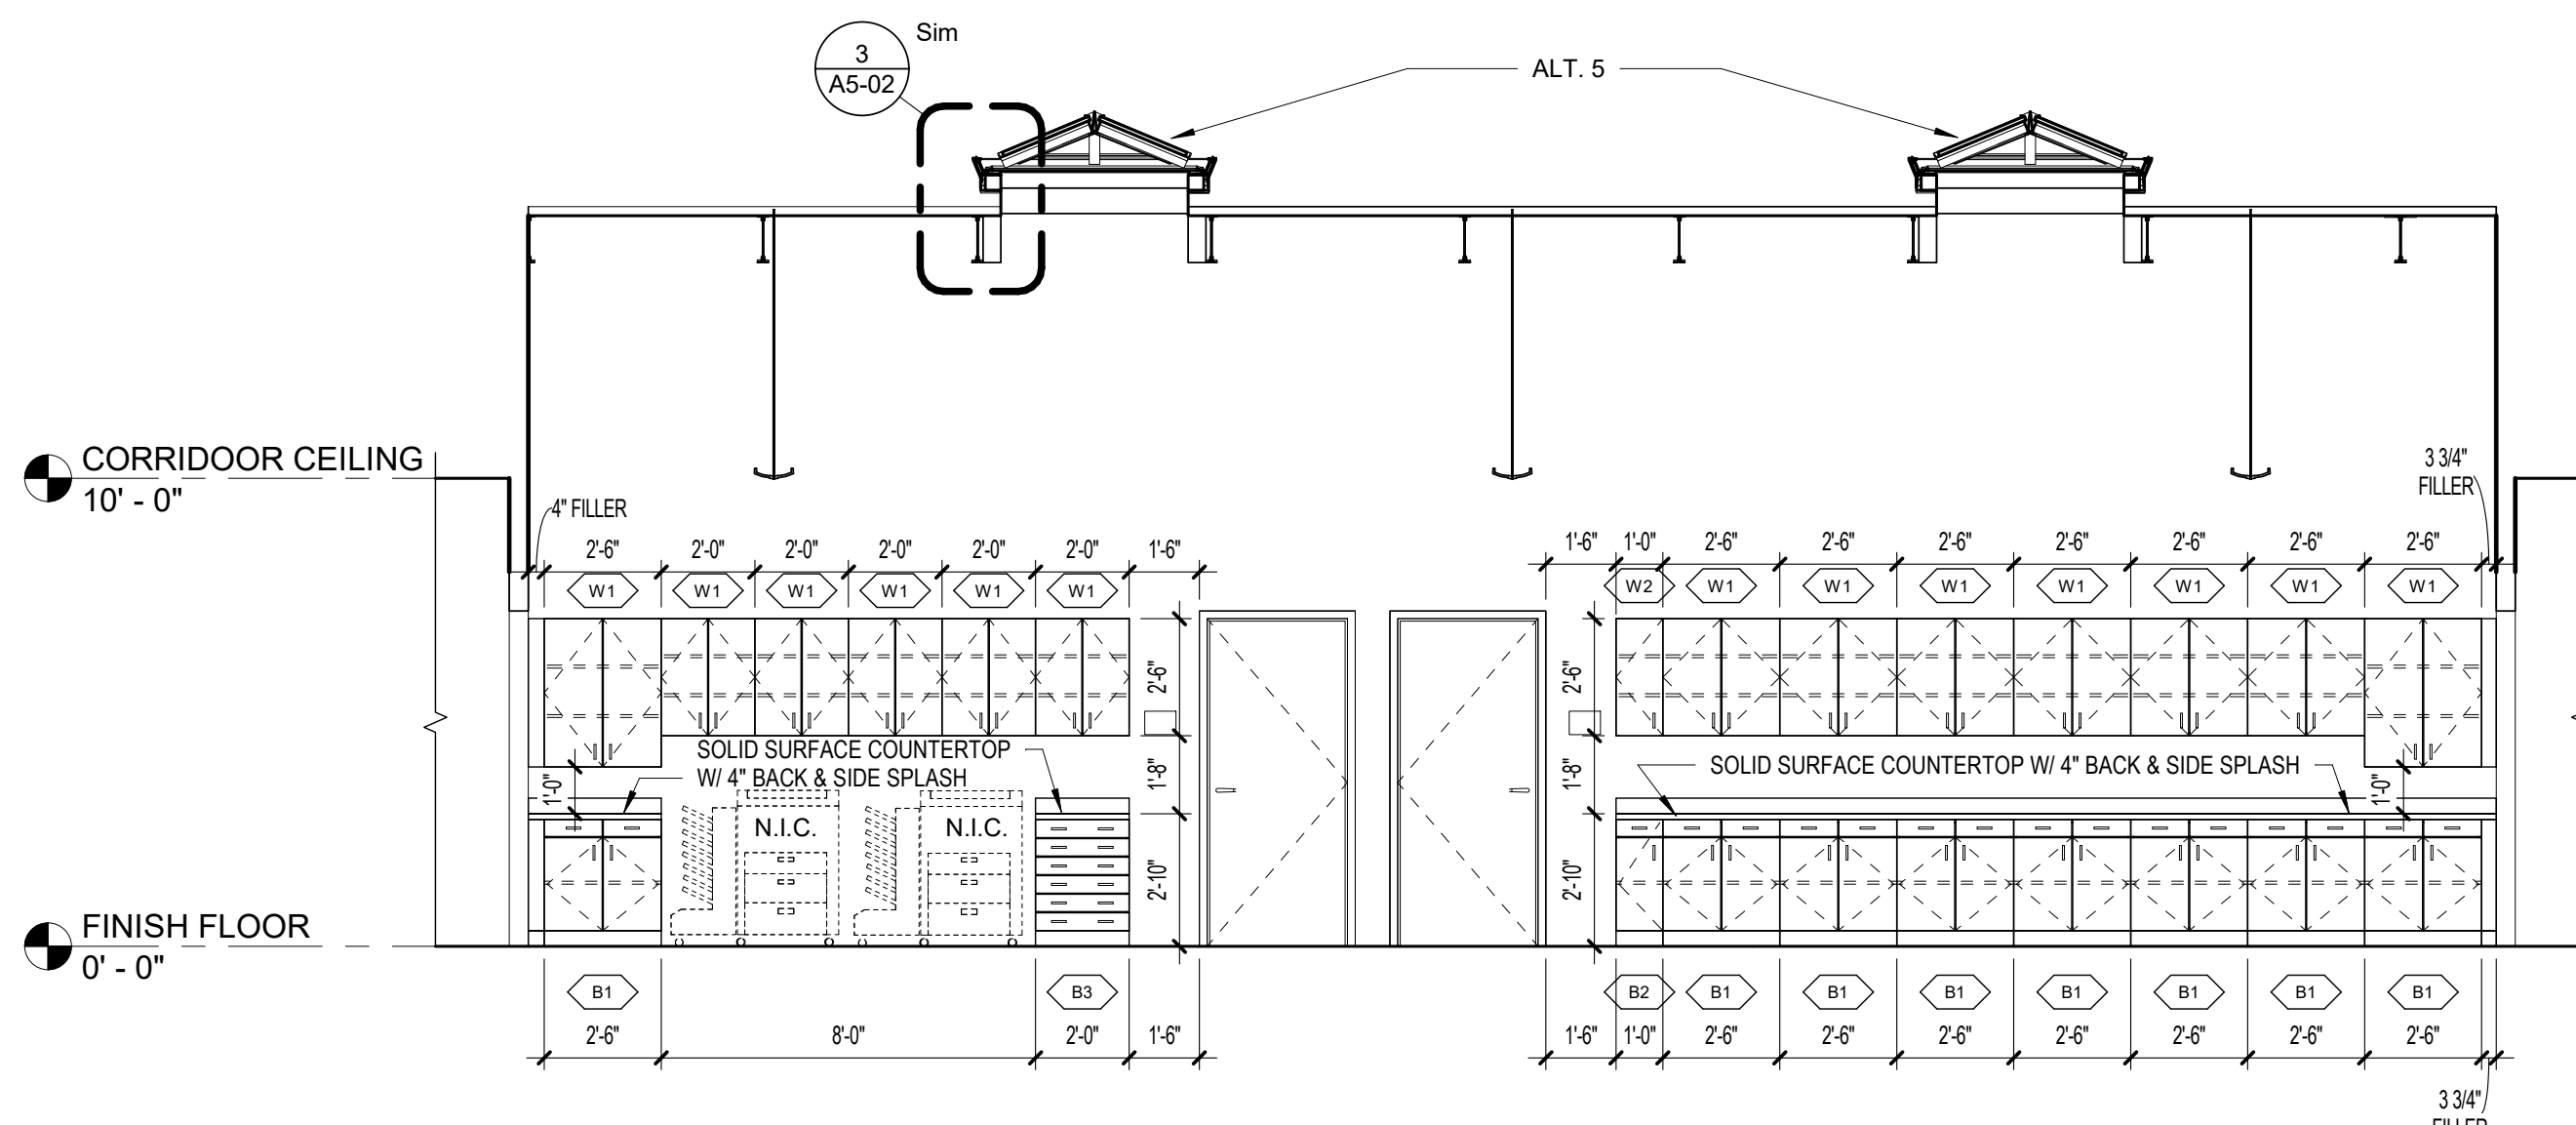 3
A5-02
Sim
ALT. 5
CORRIDOOR CEILING
10' - 0"
4" FILLER
3 3/4"
FILLER
2'-6" 2'-0" 2'-0" 2'-0" 2'-0" 2'-0" 1'-6"
1'-6" 1'-0" 2'-6" 2'-6" 2'-6" 2'-6" 2'-6" 2'-6" 2'-6"
W1 W1 W1 W1 W1 W1
W2 W1 W1 W1 W1 W1 W1 W1
2'-6"
2'-6"
SOLID SURFACE COUNTERTOP
W/ 4" BACK & SIDE SPLASH
SOLID SURFACE COUNTERTOP W/ 4" BACK & SIDE SPLASH
1'-0"
1'-8"
1'-8"
1'-0"
N.I.C.
N.I.C.
2'-10"
2'-10"
FINISH FLOOR
0' - 0"
B1 B3
B2 B1 B1 B1 B1 B1 B1 B1
2'-6" 8'-0" 2'-0" 1'-6"
1'-6" 1'-0" 2'-6" 2'-6" 2'-6" 2'-6" 2'-6" 2'-6" 2'-6"
3 3/4"
FILLER